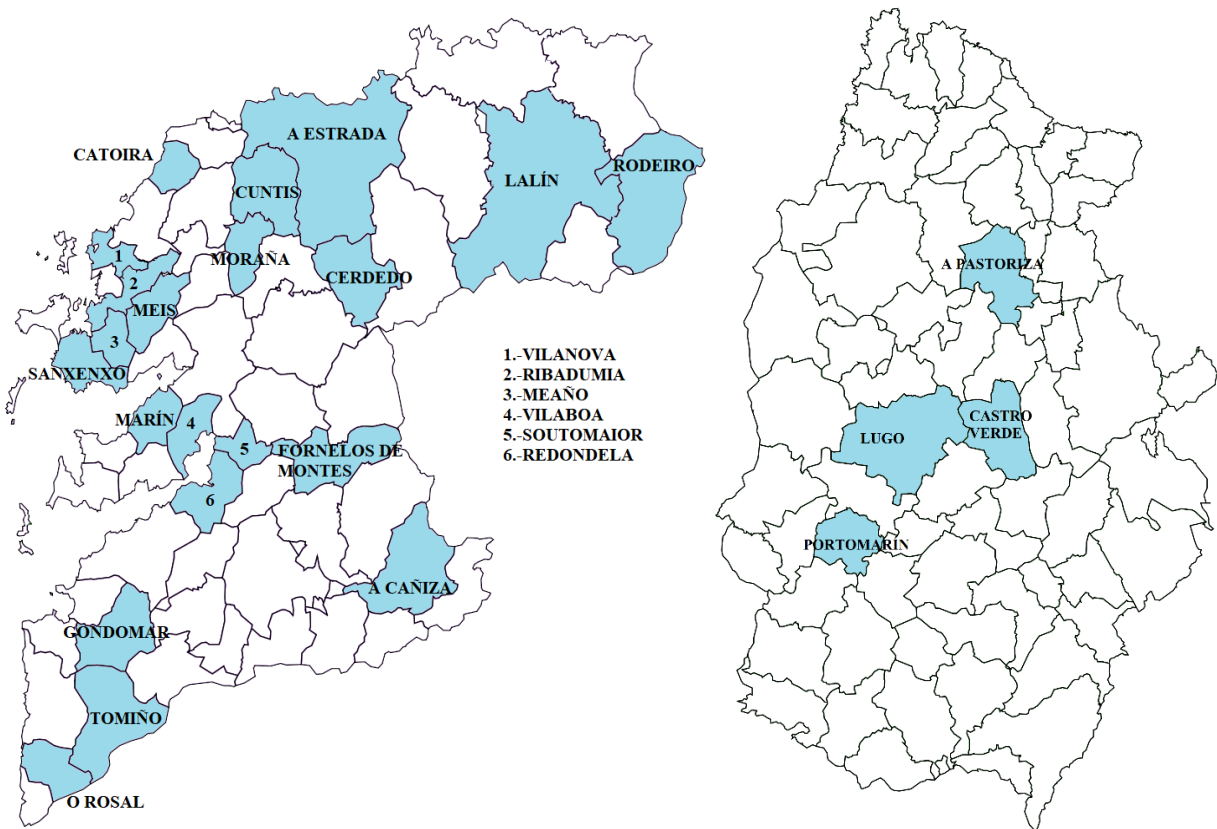 A ESTRADA
CATOIRA
CUNTIS
LALÍN
RODEIRO
1
MORAÑA
CERDEDO
2
MEIS
3
SANXENXO
1.-VILANOVA
2.-RIBADUMIA
3.-MEAÑO
4.-VILABOA
5.-SOUTOMAIOR
6.-REDONDELA
MARÍN
4
5
FORNELOS DE
MONTES
6
A CAÑIZA
GONDOMAR
TOMIÑO
O ROSAL
A PASTORIZA
CASTRO
VERDE
LUGO
PORTOMARÍN